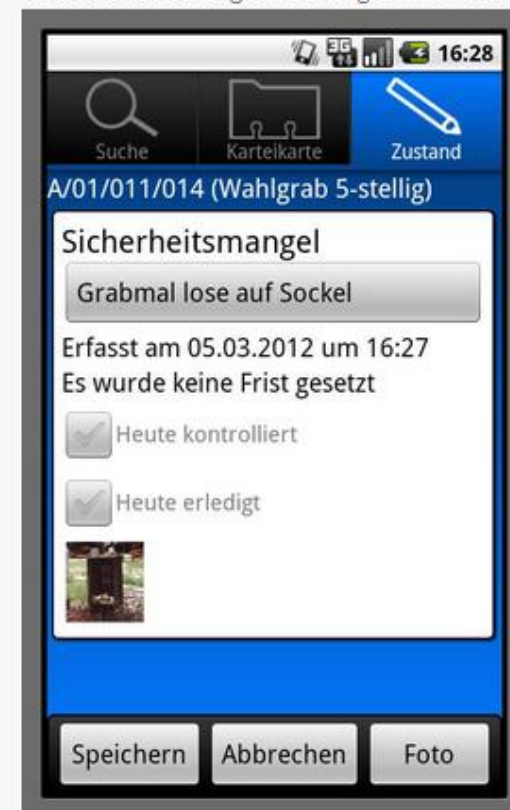 16:28
Suche Karteikarte Zustand
A/01/011/014 (Wahlgrab 5-stellig)
Sicherheitsmangel
Grabmal lose auf Sockel
Erfasst am 05.03.2012 um 16:27
Es wurde keine Frist gesetzt
Heute kontrolliert
Heute erledigt
Speichern Abbrechen Foto